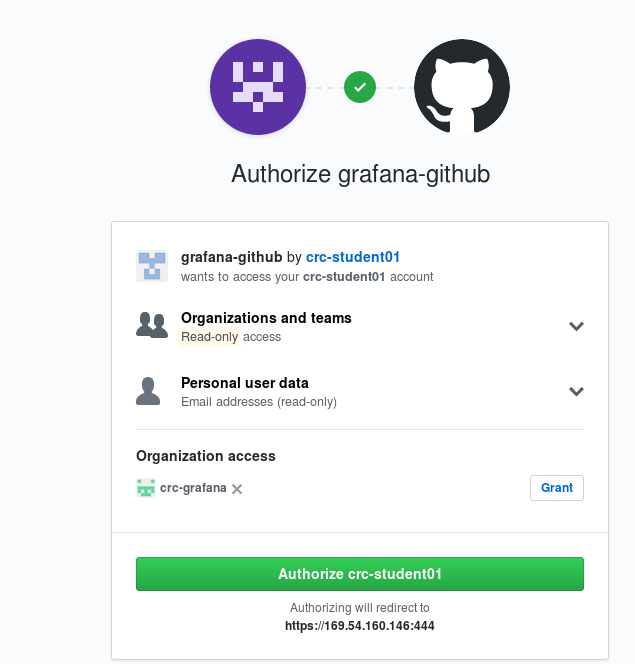 Authorize grafana-github
grafana-github by crc-student01
wants to access your crc-student01 account
Organizations and teams
Read-only access
Personal user data
Email addresses (read-only)
Organization access
crc-grafana
Grant
Authorize crc-student01
Authorizing will redirect to
https://169.54.160.146:444